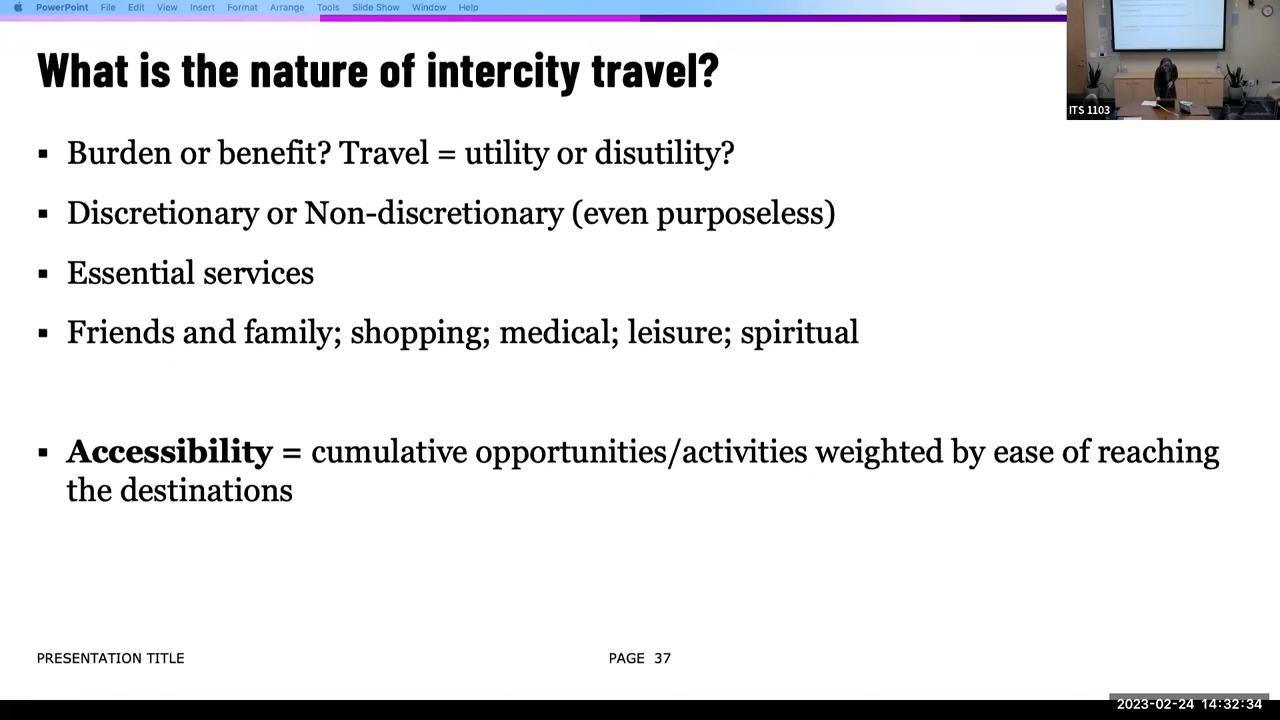 PowerPoint File Edit View Insert Format Arrange Tools Slide Show Window Help
What is the nature of intercity travel?
ITS 1103
▪ Burden or benefit? Travel = utility or disutility?
▪ Discretionary or Non-discretionary (even purposeless)
▪ Essential services
▪ Friends and family; shopping; medical; leisure; spiritual
▪ Accessibility = cumulative opportunities/activities weighted by ease of reaching
the destinations
PRESENTATION TITLE
PAGE 37
2023-02-24 14:32:34